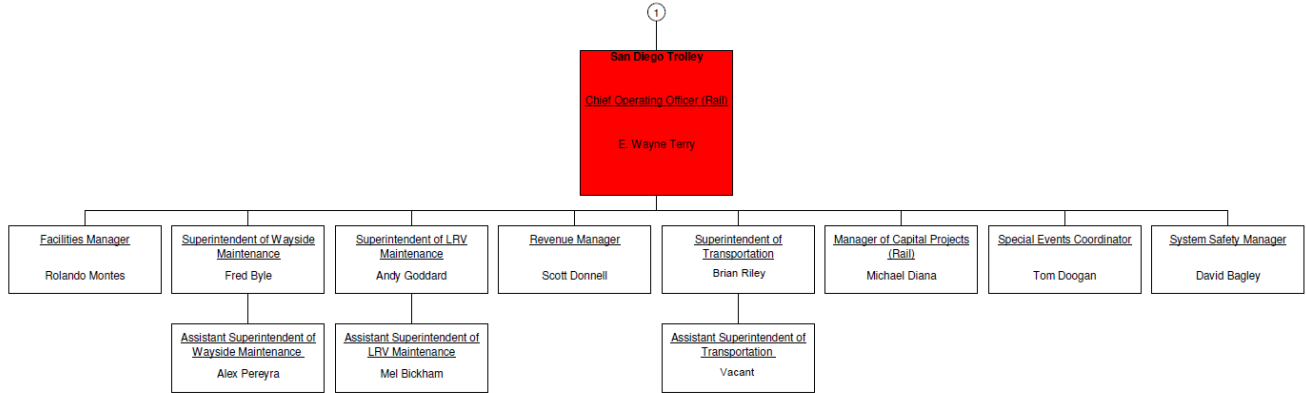 1
San Diego Trolley
Chief Operating Officer (Rail)
E. Wayne Terry
Facilities Manager
Rolando Montes
Superintendent of Wayside
Maintenance
Fred Byle
Superintendent of LRV
Maintenance
Andy Goddard
Revenue Manager
Scott Donnell
Superintendent of
Transportation
Brian Riley
Manager of Capital Projects
(Rail)
Michael Diana
Special Events Coordinator
Tom Doogan
System Safety Manager
David Bagley
Assistant Superintendent of
Wayside Maintenance
Alex Pereyra
Assistant Superintendent of
LRV Maintenance
Mel Bickham
Assistant Superintendent of
Transportation
Vacant